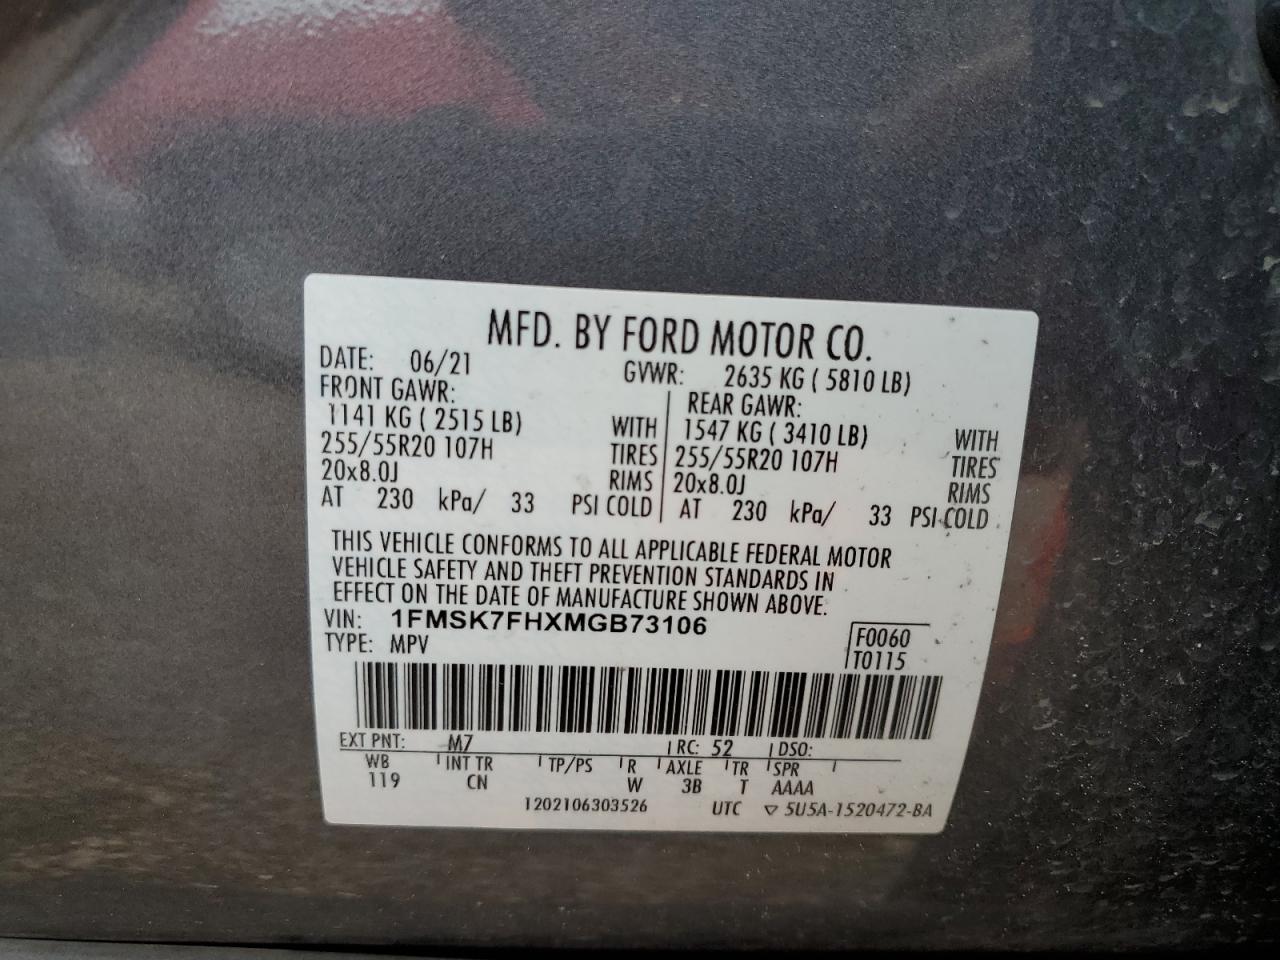 MFD. BY FORD MOTOR CO.
DATE: 06/21 GVWR: 2635 KG ( 5810 LB)
FRONT GAWR: REAR GAWR:
1141 KG ( 2515 LB) WITH 1547 KG ( 3410 LB) WITH
255/55R20 107H TIRES 255/55R20 107H TIRES
20x8.0J RIMS 20x8.0J RIMS
AT 230 kPa/ 33 PSI COLD AT 230 kPa/ 33 PSI COLD
THIS VEHICLE CONFORMS TO ALL APPLICABLE FEDERAL MOTOR
VEHICLE SAFETY AND THEFT PREVENTION STANDARDS IN
EFFECT ON THE DATE OF MANUFACTURE SHOWN ABOVE.
VIN: 1FMSK7FHXMGB73106 F0060
TYPE: MPV T0115
EXT PNT: M7 RC: 52 DSO:
WB INT TR TP/PS R AXLE TR SPR
119 CN W 3B T AAAA
1202106303526 UTC ▽ 5U5A-1520472-BA